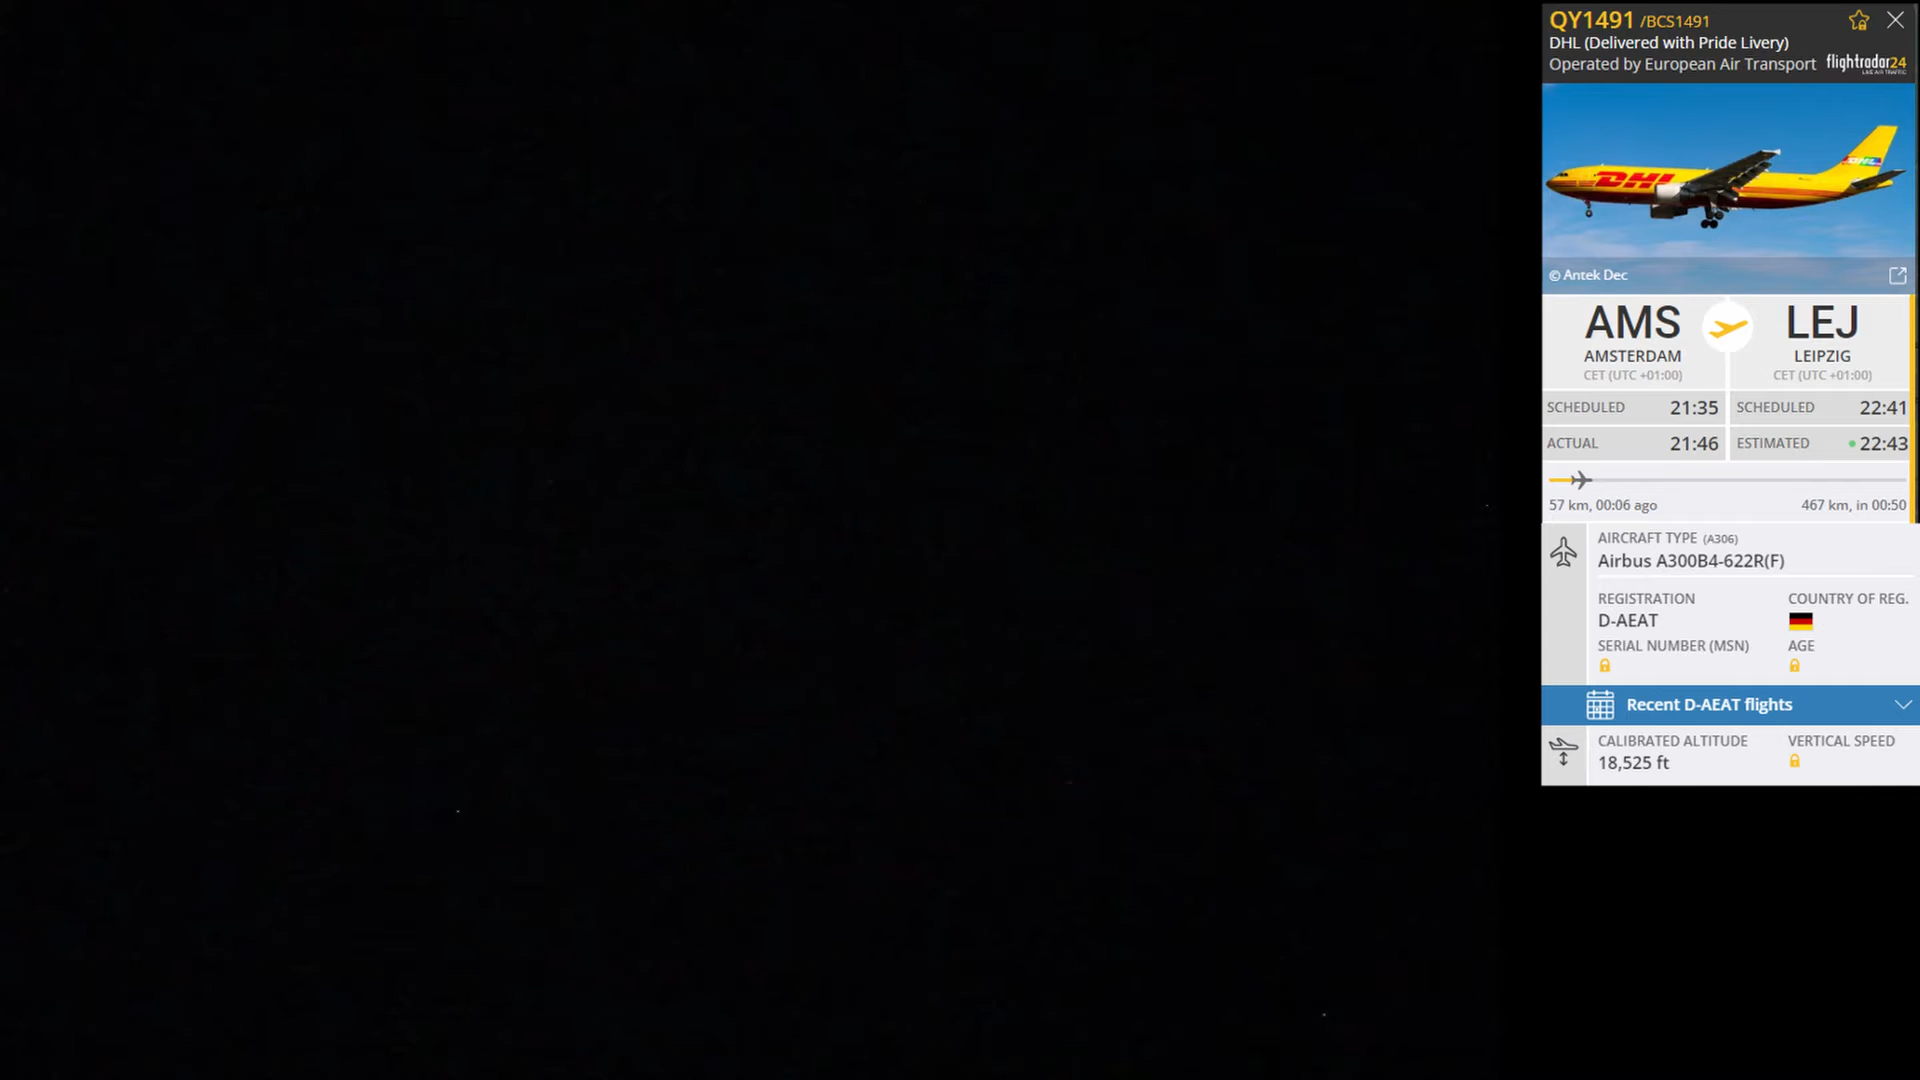 QY1491 /BCS1491
DHL (Delivered with Pride Livery)
Operated by European Air Transport
flightradar24
LIVE AIR TRAFFIC
DHL
DHL
© Antek Dec
AMS LEJ
AMSTERDAM LEIPZIG
CET (UTC +01:00) CET (UTC +01:00)
SCHEDULED 21:35 SCHEDULED 22:41
ACTUAL 21:46 ESTIMATED 22:43
57 km, 00:06 ago 467 km, in 00:50
AIRCRAFT TYPE (A306)
Airbus A300B4-622R(F)
REGISTRATION COUNTRY OF REG.
D-AEAT
SERIAL NUMBER (MSN) AGE
Recent D-AEAT flights
CALIBRATED ALTITUDE VERTICAL SPEED
18,525 ft